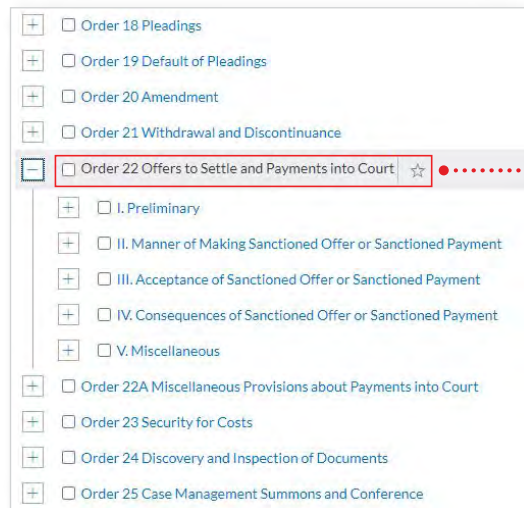 Order 18 Pleadings
Order 19 Default of Pleadings
Order 20 Amendment
Order 21 Withdrawal and Discontinuance
Order 22 Offers to Settle and Payments into Court
I. Preliminary
II. Manner of Making Sanctioned Offer or Sanctioned Payment
III. Acceptance of Sanctioned Offer or Sanctioned Payment
IV. Consequences of Sanctioned Offer or Sanctioned Payment
V. Miscellaneous
Order 22A Miscellaneous Provisions about Payments into Court
Order 23 Security for Costs
Order 24 Discovery and Inspection of Documents
Order 25 Case Management Summons and Conference